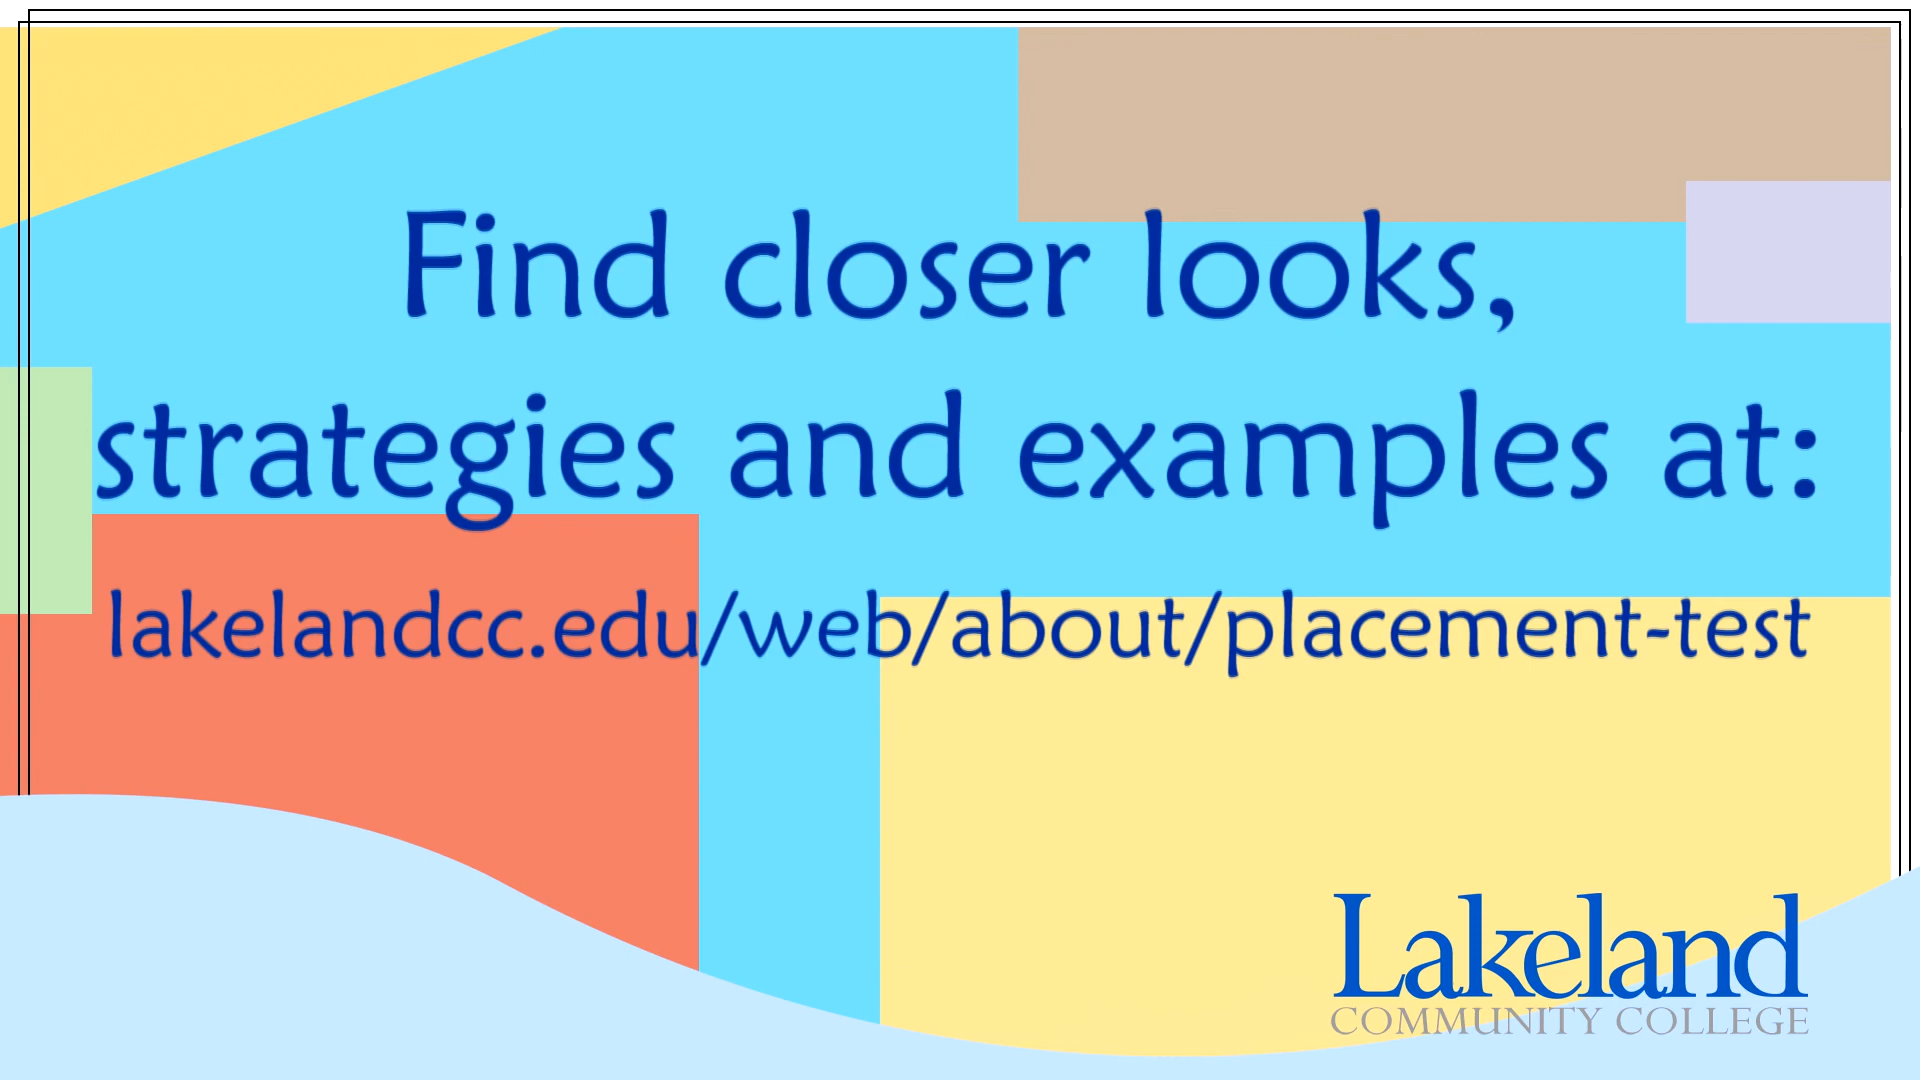 Find closer looks,
strategies and examples at:
lakelandcc.edu/web/about/placement-test
Lakeland
COMMUNITY COLLEGE